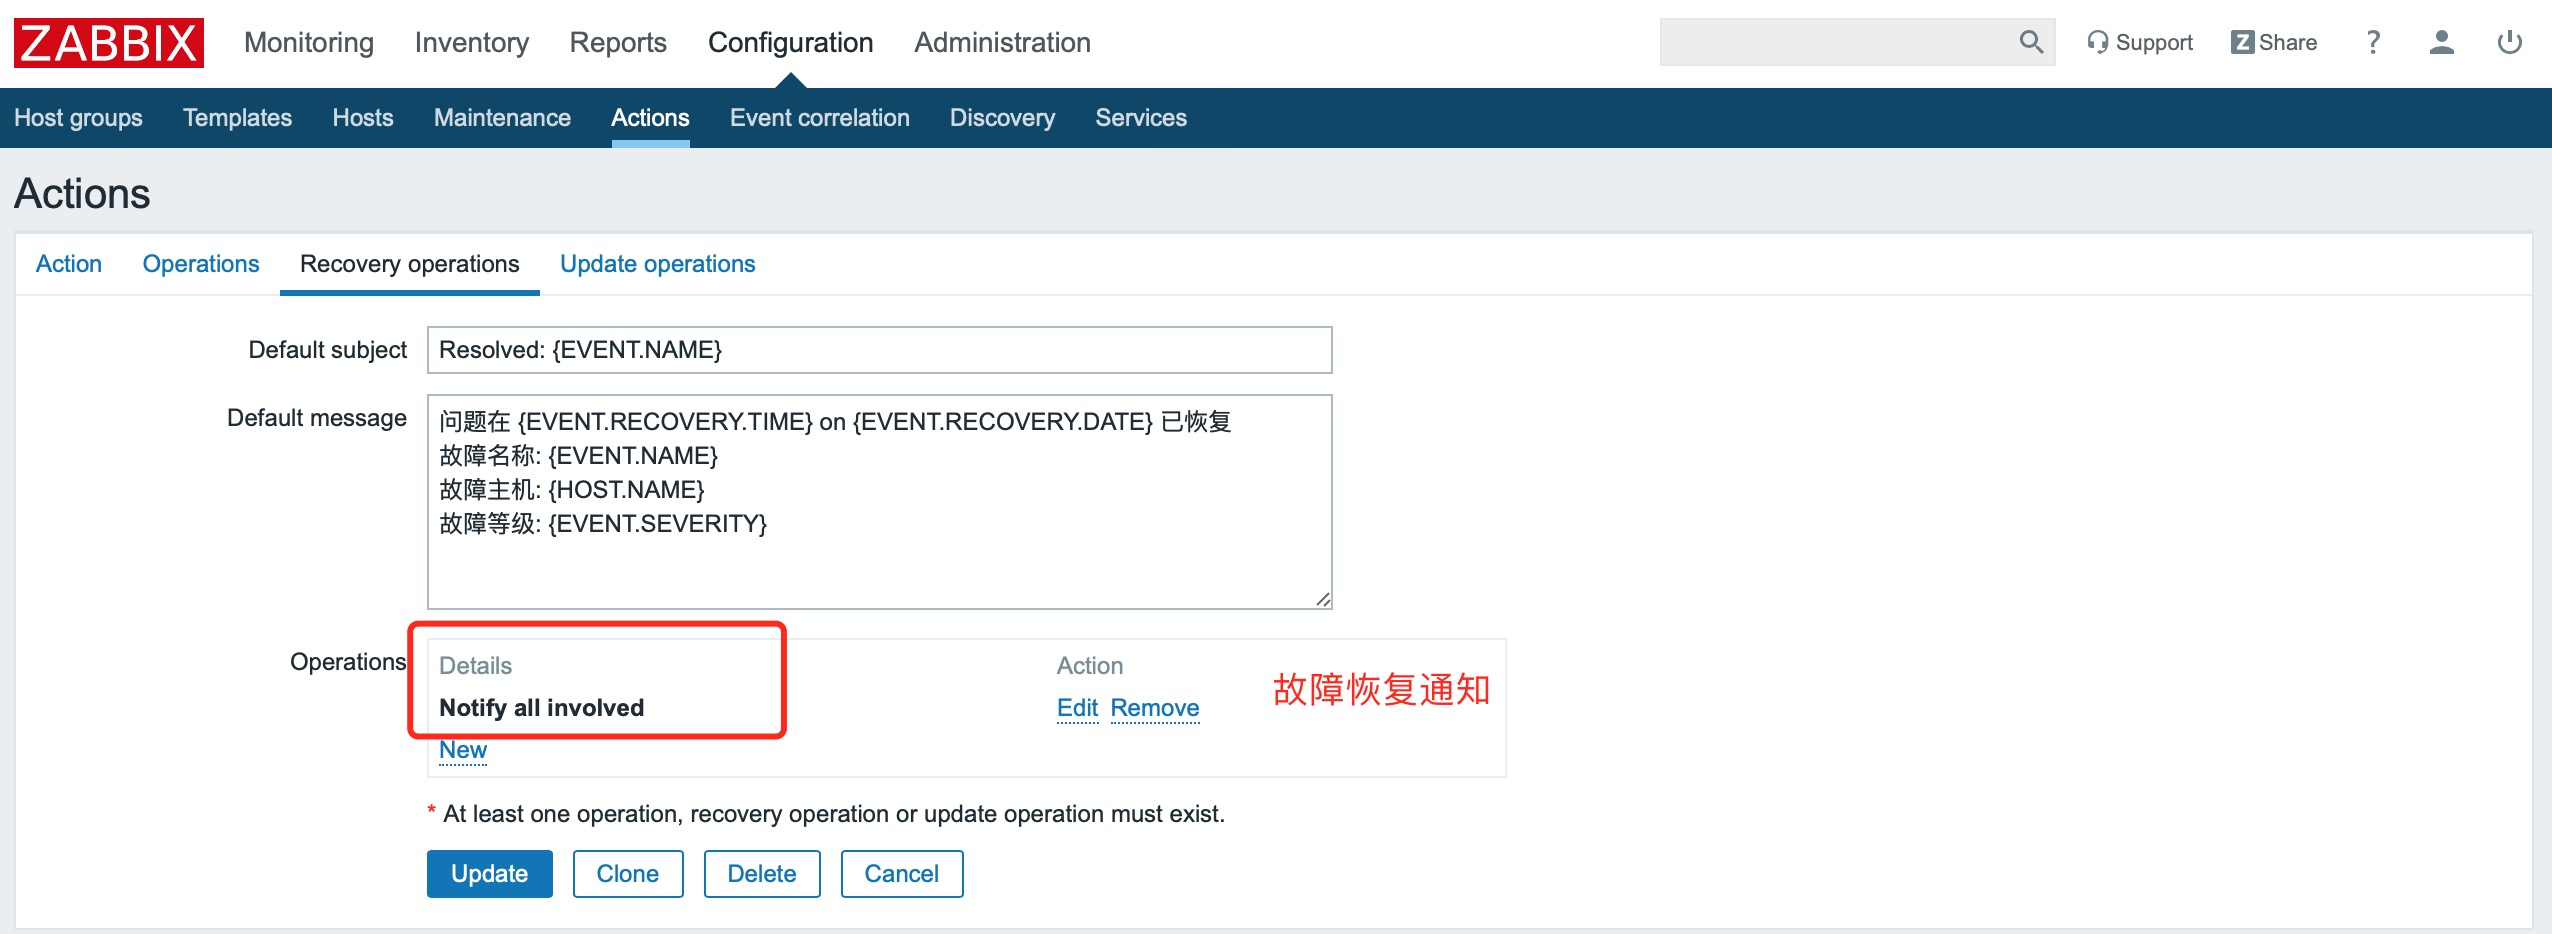 ZABBIX Monitoring Inventory Reports Configuration Administration Support Z Share ?
Host groups Templates Hosts Maintenance Actions Event correlation Discovery Services
Actions
Action Operations Recovery operations Update operations
Default subject Resolved: {EVENT.NAME}
Default message 问题在 {EVENT.RECOVERY.TIME} on {EVENT.RECOVERY.DATE} 已恢复
故障名称: {EVENT.NAME}
故障主机: {HOST.NAME}
故障等级: {EVENT.SEVERITY}
Operations Details Action
Notify all involved Edit Remove 故障恢复通知
New
* At least one operation, recovery operation or update operation must exist.
Update Clone Delete Cancel